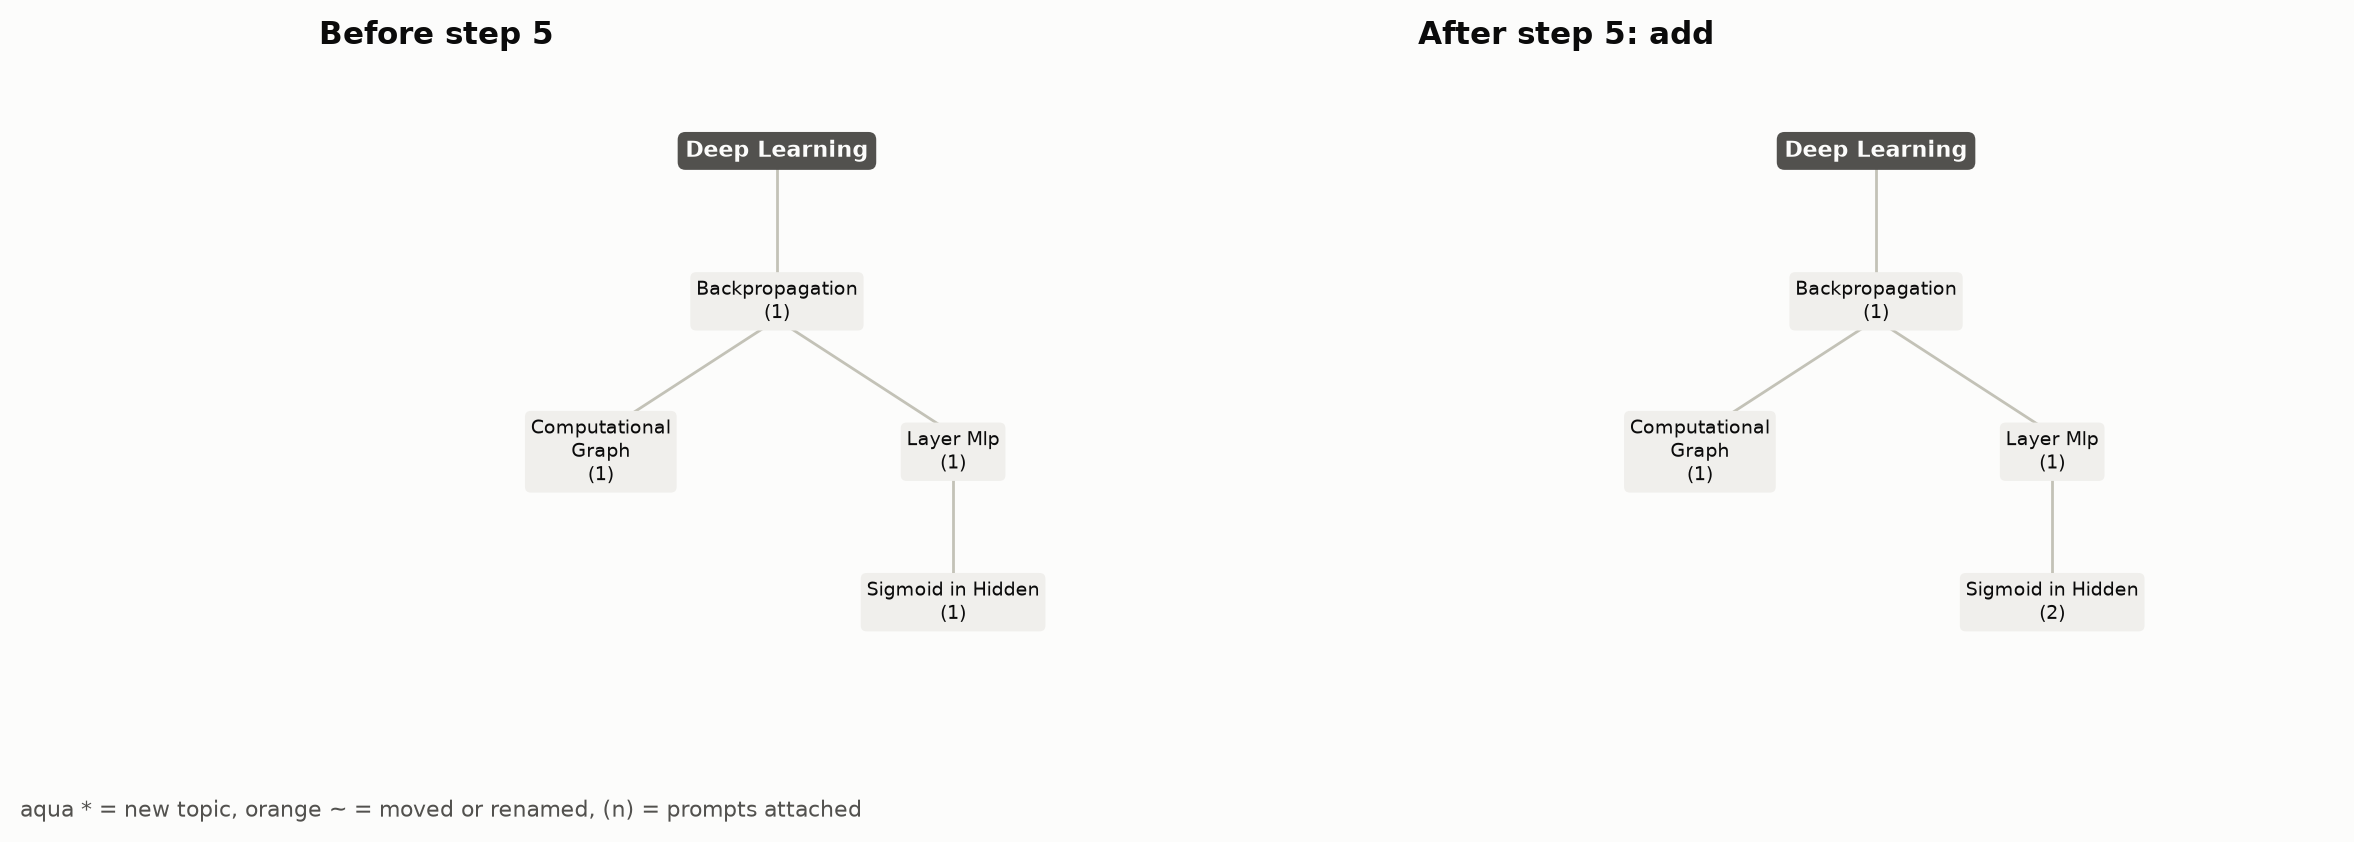 Before step 5
Deep Learning
Backpropagation
(1)
Computational
Graph
(1)
Layer Mlp
(1)
Sigmoid in Hidden
(1)
After step 5: add
Deep Learning
Backpropagation
(1)
Computational
Graph
(1)
Layer Mlp
(1)
Sigmoid in Hidden
(2)
aqua * = new topic, orange ~ = moved or renamed, (n) = prompts attached